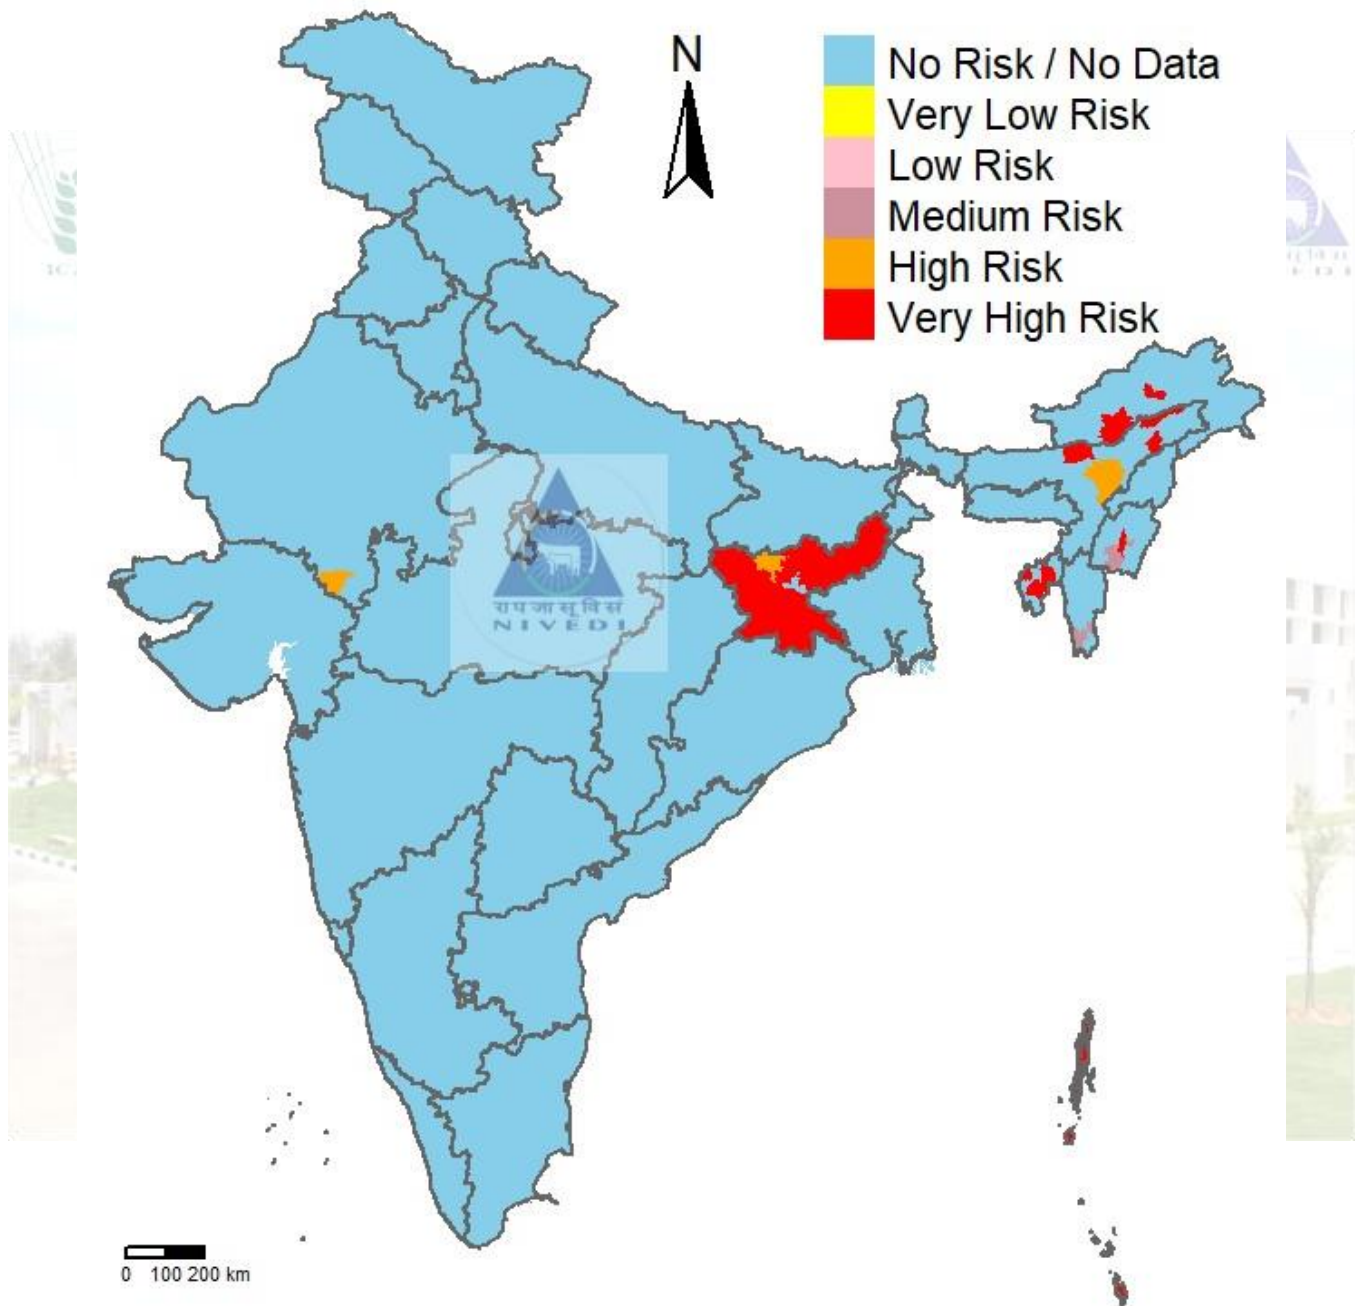 N
No Risk / No Data
Very Low Risk
Low Risk
Medium Risk
High Risk
Very High Risk
रापजासूविसं
NIVEDI
0 100 200 km